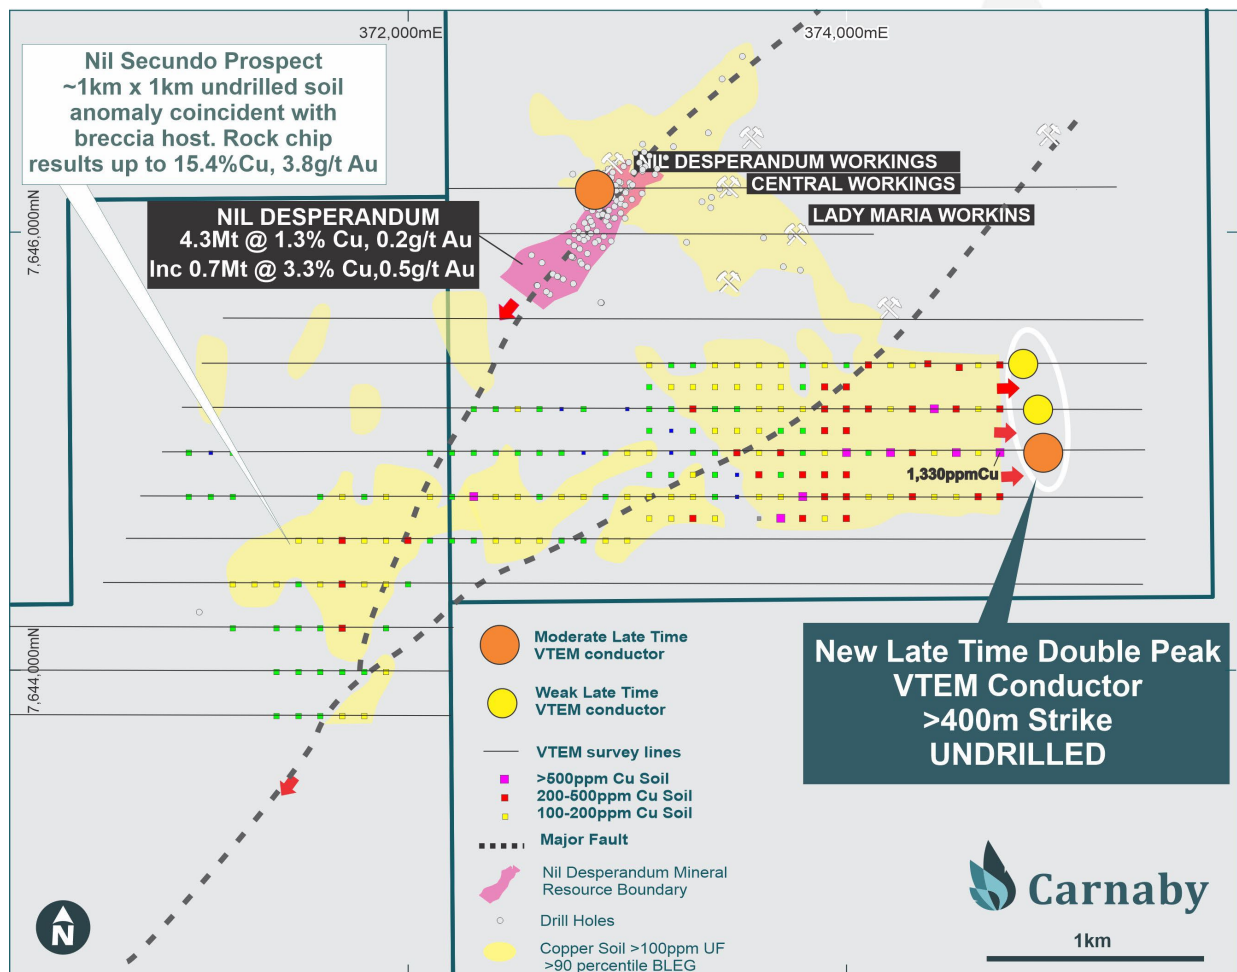 372,000mE
374,000mE
Nil Secundo Prospect
~1km x 1km undrilled soil
anomaly coincident with
breccia host. Rock chip
results up to 15.4%Cu, 3.8g/t Au
NIL DESPERANDUM WORKINGS
CENTRAL WORKINGS
LADY MARIA WORKINS
7,646,000mN
NIL DESPERANDUM
4.3Mt @ 1.3% Cu, 0.2g/t Au
Inc 0.7Mt @ 3.3% Cu,0.5g/t Au
1,330ppmCu
7,644,000mN
New Late Time Double Peak
VTEM Conductor
>400m Strike
UNDRILLED
Moderate Late Time
VTEM conductor
Weak Late Time
VTEM conductor
VTEM survey lines
>500ppm Cu Soil
200-500ppm Cu Soil
100-200ppm Cu Soil
Major Fault
Nil Desperandum Mineral
Resource Boundary
Drill Holes
Copper Soil >100ppm UF
>90 percentile BLEG
N
Carnaby
1km